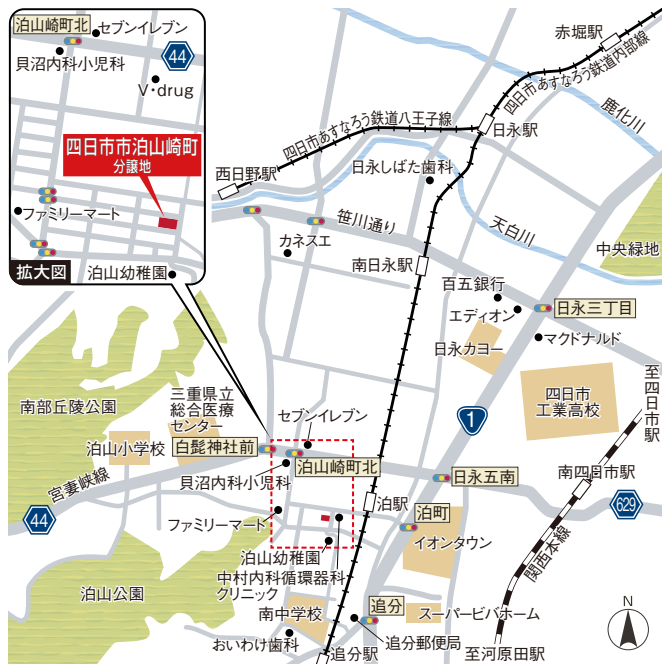 泊山崎町北
セブンイレブン
貝沼内科小児科
44
V・drug
四日市市泊山崎町
分譲地
ファミリーマート
拡大図
泊山幼稚園
赤堀駅
四日市あすなろう鉄道内部線
鹿化川
四日市あすなろう鉄道八王子線
日永駅
西日野駅
日永しばた歯科
笹川通り
天白川
カネスエ
南日永駅
中央緑地
百五銀行
エディオン
日永三丁目
日永カヨー
マクドナルド
四日市
工業高校
至四日市駅
1
南部丘陵公園
三重県立
総合医療
センター
セブンイレブン
泊山小学校
白髭神社前
泊山崎町北
日永五南
南四日市駅
宮妻峡線
貝沼内科小児科
泊駅
629
44
ファミリーマート
泊町
イオンタウン
関西本線
泊山幼稚園
中村内科循環器科
クリニック
泊山公園
南中学校
追分
スーパービバホーム
おいわけ歯科
追分郵便局
追分駅
至河原田駅
N